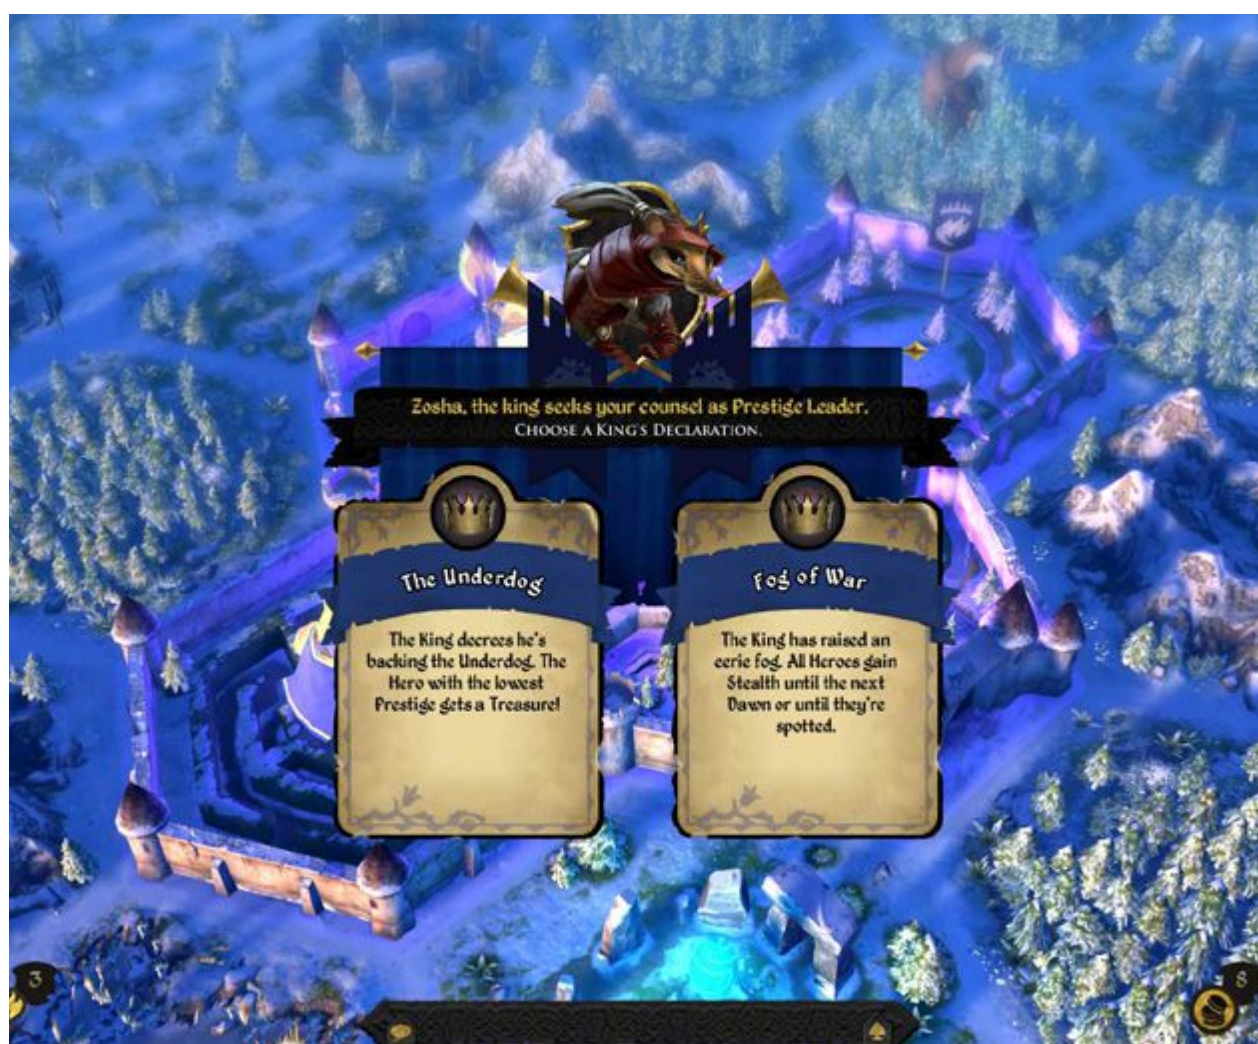 Zosha, the king seeks your counsel as Prestige Leader.
CHOOSE A KING'S DECLARATION.
The Underdog
The King decrees he's
backing the Underdog. The
Hero with the lowest
Prestige gets a Treasure!
Fog of War
The King has raised an
eerie fog. All Heroes gain
Stealth until the next
Dawn or until they're
spotted.
3
8